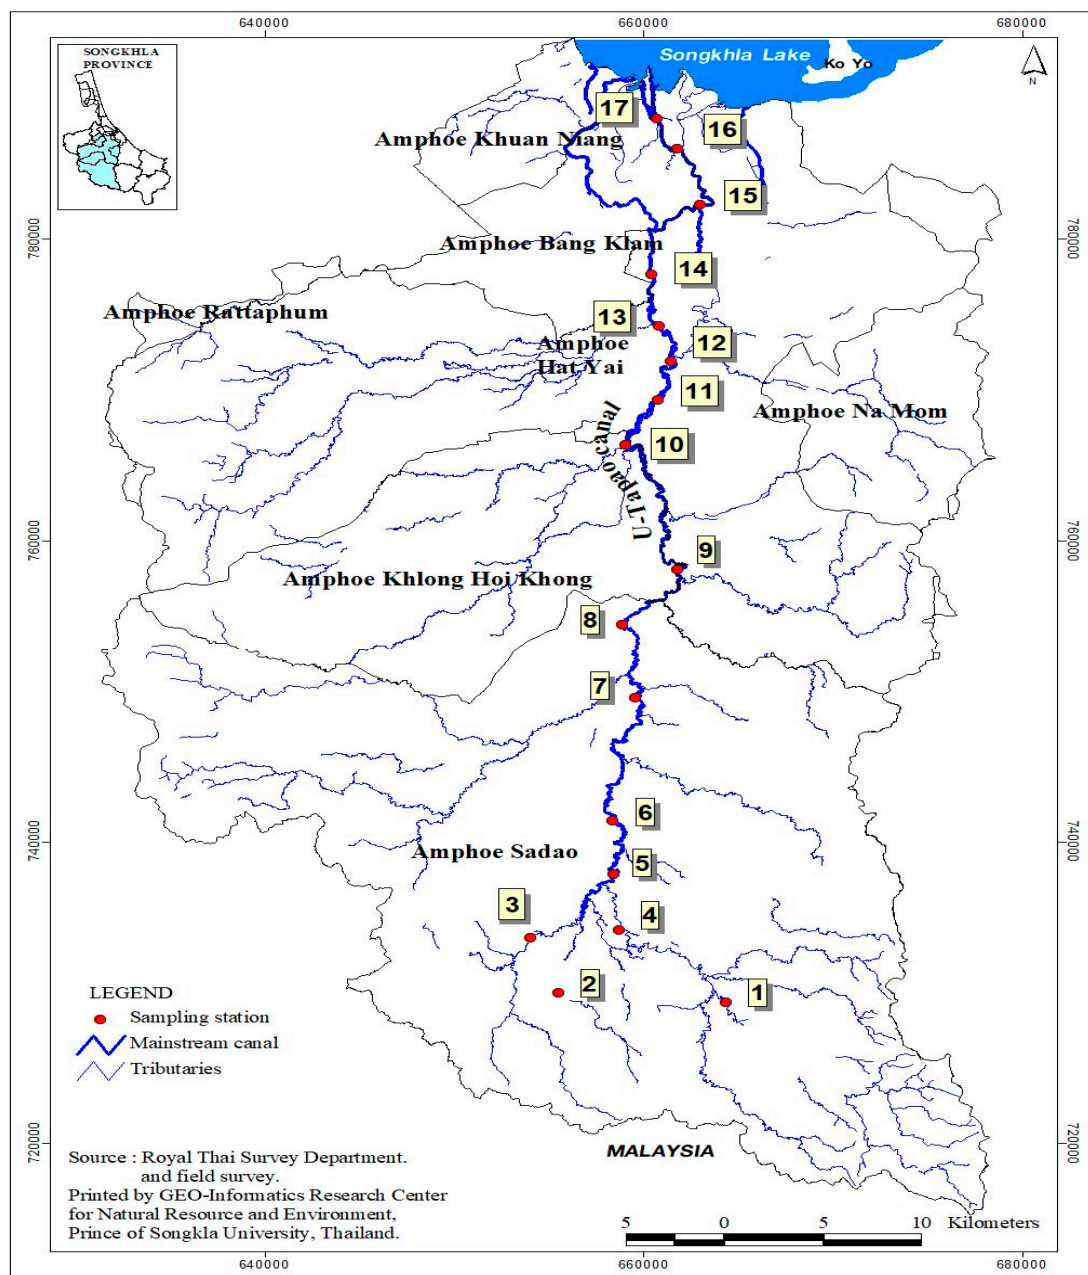 640000
660000
680000
SONGKHLA
PROVINCE
Songkhla Lake
Ko Yo
N
17
16
Amphoe Khuan Niang
15
780000
780000
Amphoe Bang Klam
14
Amphoe Rattaphum
13
12
Amphoe
Hat Yai
11
Amphoe Na Mom
10
U-Tapao canal
760000
760000
9
Amphoe Khlong Hoi Khong
8
7
6
740000
740000
Amphoe Sadao
5
3
4
2
1
LEGEND
Sampling station
Mainstream canal
Tributaries
720000
720000
MALAYSIA
Source : Royal Thai Survey Department.
and field survey.
Printed by GEO-Informatics Research Center
for Natural Resource and Environment,
Prince of Songkla University, Thailand.
5 0 5 10 Kilometers
640000
660000
680000